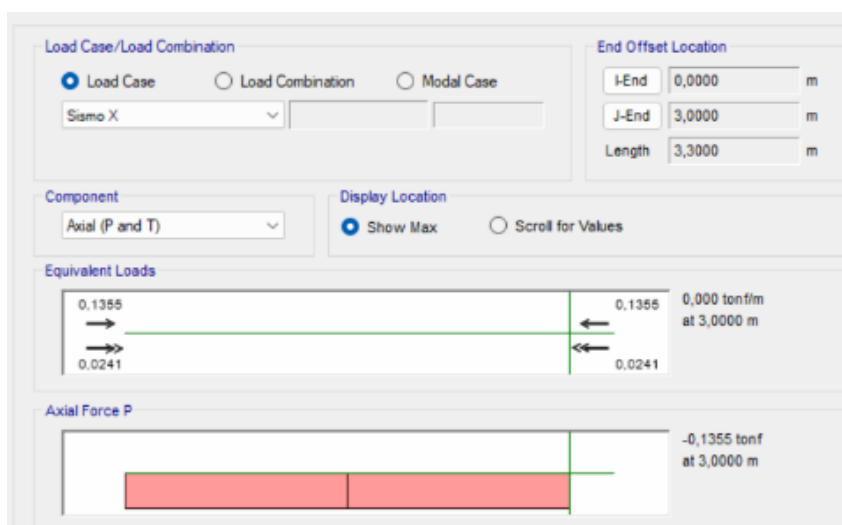 Load Case/Load Combination
Load Case Load Combination Modal Case
Sismo X
End Offset Location
I-End 0,0000 m
J-End 3,0000 m
Length 3,3000 m
Component
Axial (P and T)
Display Location
Show Max Scroll for Values
Equivalent Loads
0,1355 0,1355
0,0241 0,0241
0,000 tonf/m
at 3,0000 m
Axial Force P
-0,1355 tonf
at 3,0000 m